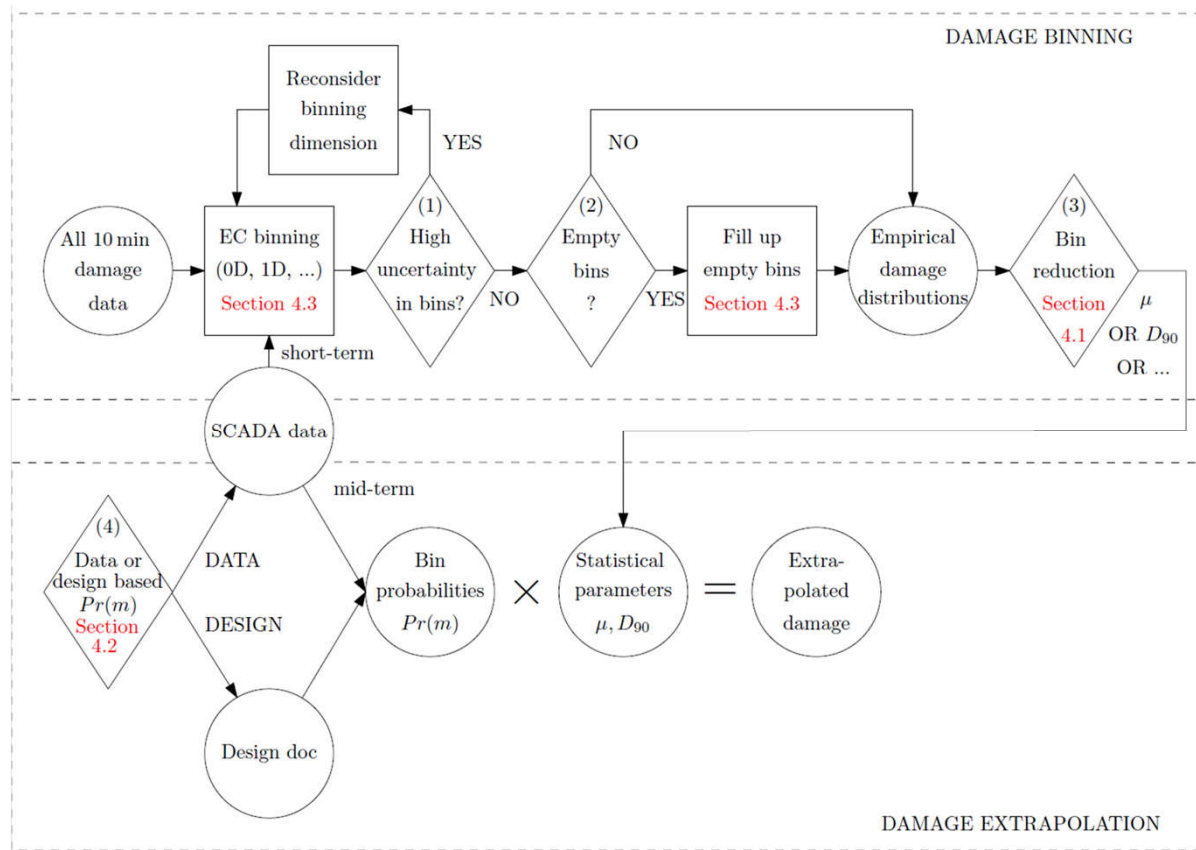 DAMAGE BINNING
Reconsider
binning
dimension
YES
NO
All 10 min
damage
data
EC binning
(0D, 1D, ...)
Section 4.3
(1)
High
uncertainty
in bins?
NO
(2)
Empty
bins
?
YES
Fill up
empty bins
Section 4.3
Empirical
damage
distributions
(3)
Bin
reduction
Section
4.1
μ
OR D90
OR ...
short-term
SCADA data
mid-term
(4)
Data or
design based
Pr(m)
Section
4.2
DATA
DESIGN
Bin
probabilities
Pr(m)
×
Statistical
parameters
μ, D90
=
Extra-
polated
damage
Design doc
DAMAGE EXTRAPOLATION